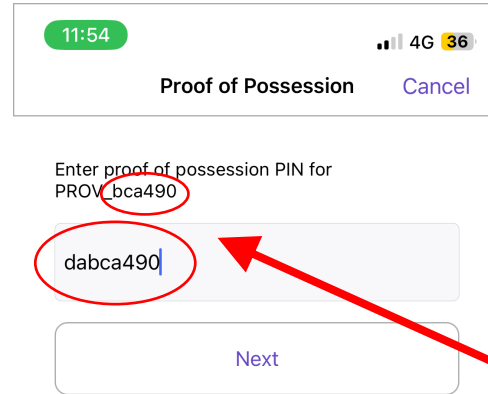 11:54
4G 36
Proof of Possession Cancel
Enter proof of possession PIN for
PROV_bca490
dabca490
Next